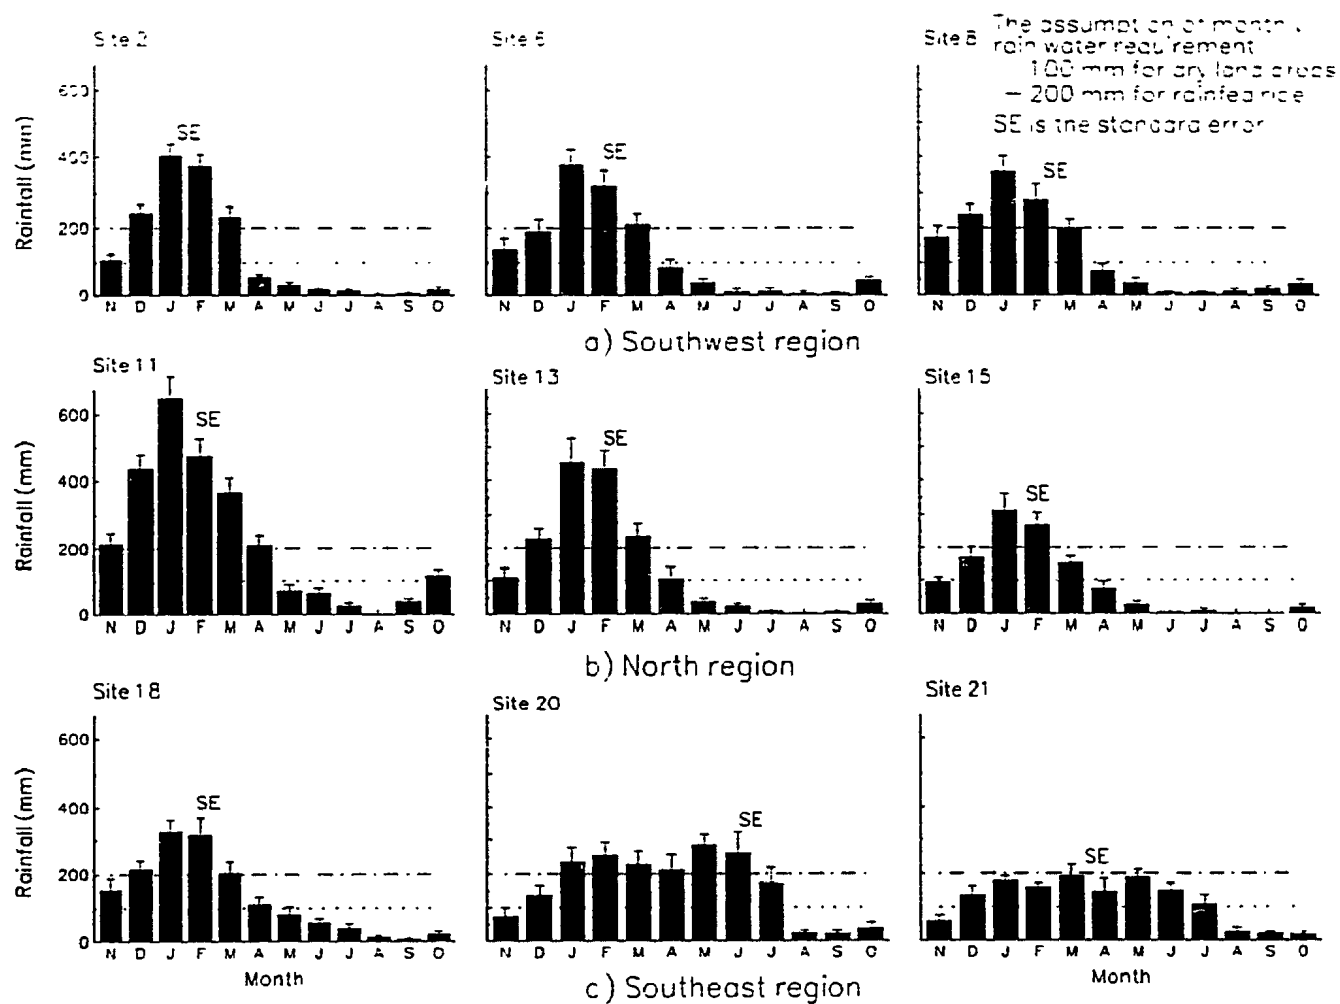 Site 2
Site 6
Site 8
The assumption of monthly
rain water requirement
100 mm for dry land areas
— 200 mm for rainfed rice
SE is the standard error
Rainfall (mm)
600
400
200
0
SE
SE
SE
N D J F M A M J J A S O
N D J F M A M J J A S O
N D J F M A M J J A S O
a) Southwest region
Site 11
Site 13
Site 15
Rainfall (mm)
600
400
200
0
SE
SE
SE
N D J F M A M J J A S O
N D J F M A M J J A S O
N D J F M A M J J A S O
b) North region
Site 18
Site 20
Site 21
Rainfall (mm)
600
400
200
0
SE
SE
SE
N D J F M A M J J A S O
N D J F M A M J J A S O
N D J F M A M J J A S O
Month
Month
c) Southeast region